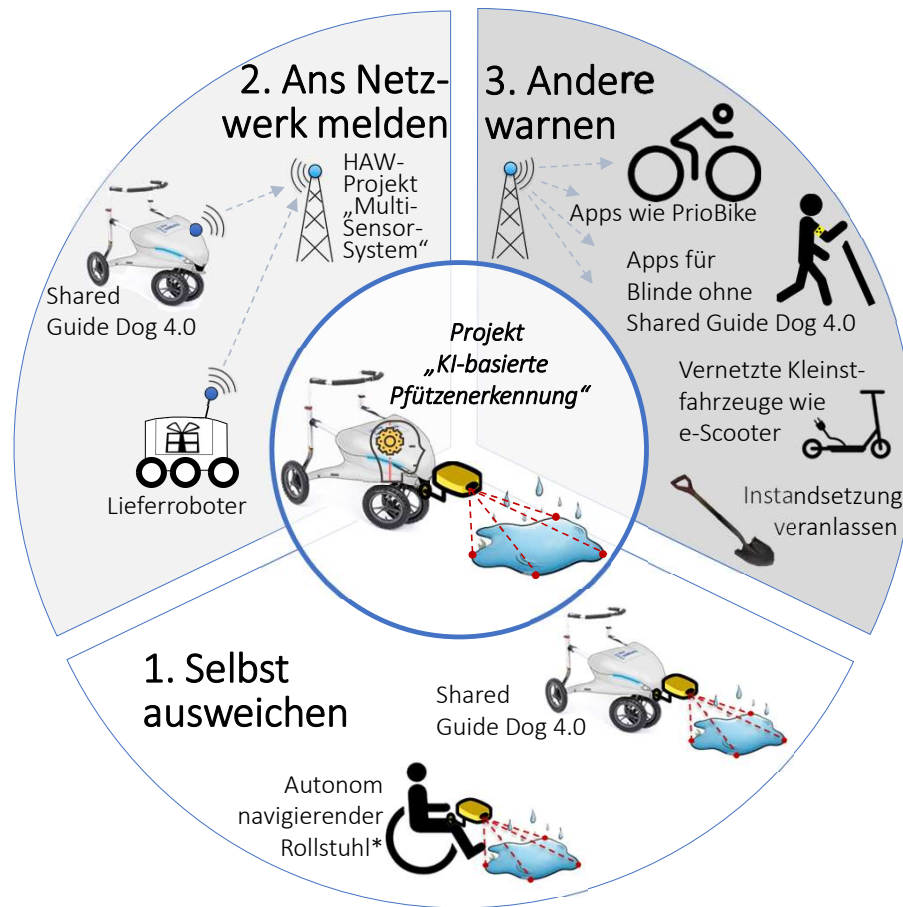 2. Ans Netz-
werk melden
HAW-
Projekt
„Multi-
Sensor-
System“
Shared
Guide Dog 4.0
Lieferroboter
3. Andere
warnen
Apps wie PrioBike
Apps für
Blinde ohne
Shared Guide Dog 4.0
Vernetzte Kleinst-
fahrzeuge wie
e-Scooter
Instandsetzung
veranlassen
Projekt
„KI-basierte
Pfützenerkennung“
1. Selbst
ausweichen
Shared
Guide Dog 4.0
Autonom
navigierender
Rollstuhl*